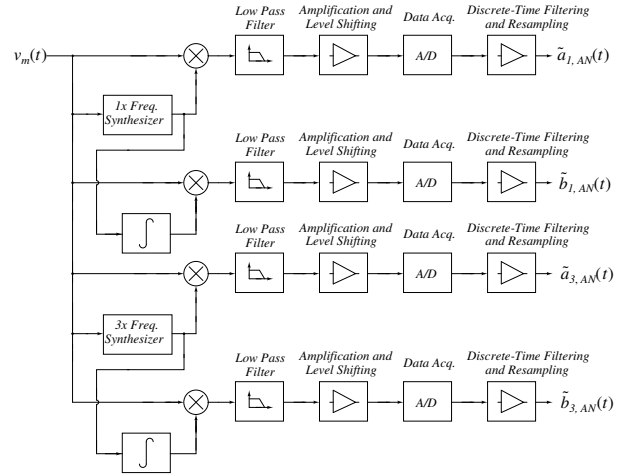 Low Pass Filter
Amplification and Level Shifting
Data Acq.
Discrete-Time Filtering and Resampling
v_m(t)
A/D
ã_{1, AN}(t)
1x Freq. Synthesizer
Low Pass Filter
Amplification and Level Shifting
Data Acq.
Discrete-Time Filtering and Resampling
A/D
b̃_{1, AN}(t)
∫
Low Pass Filter
Amplification and Level Shifting
Data Acq.
Discrete-Time Filtering and Resampling
A/D
ã_{3, AN}(t)
3x Freq. Synthesizer
Low Pass Filter
Amplification and Level Shifting
Data Acq.
Discrete-Time Filtering and Resampling
A/D
b̃_{3, AN}(t)
∫